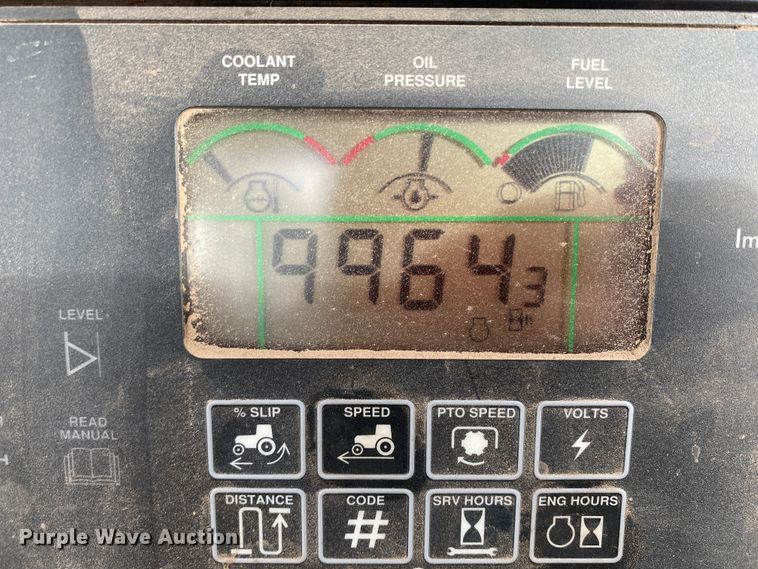 COOLANT TEMP
OIL PRESSURE
FUEL LEVEL
99643
Im
LEVEL
READ MANUAL
% SLIP
SPEED
PTO SPEED
VOLTS
DISTANCE
CODE
#
SRV HOURS
ENG HOURS
Purple Wave Auction